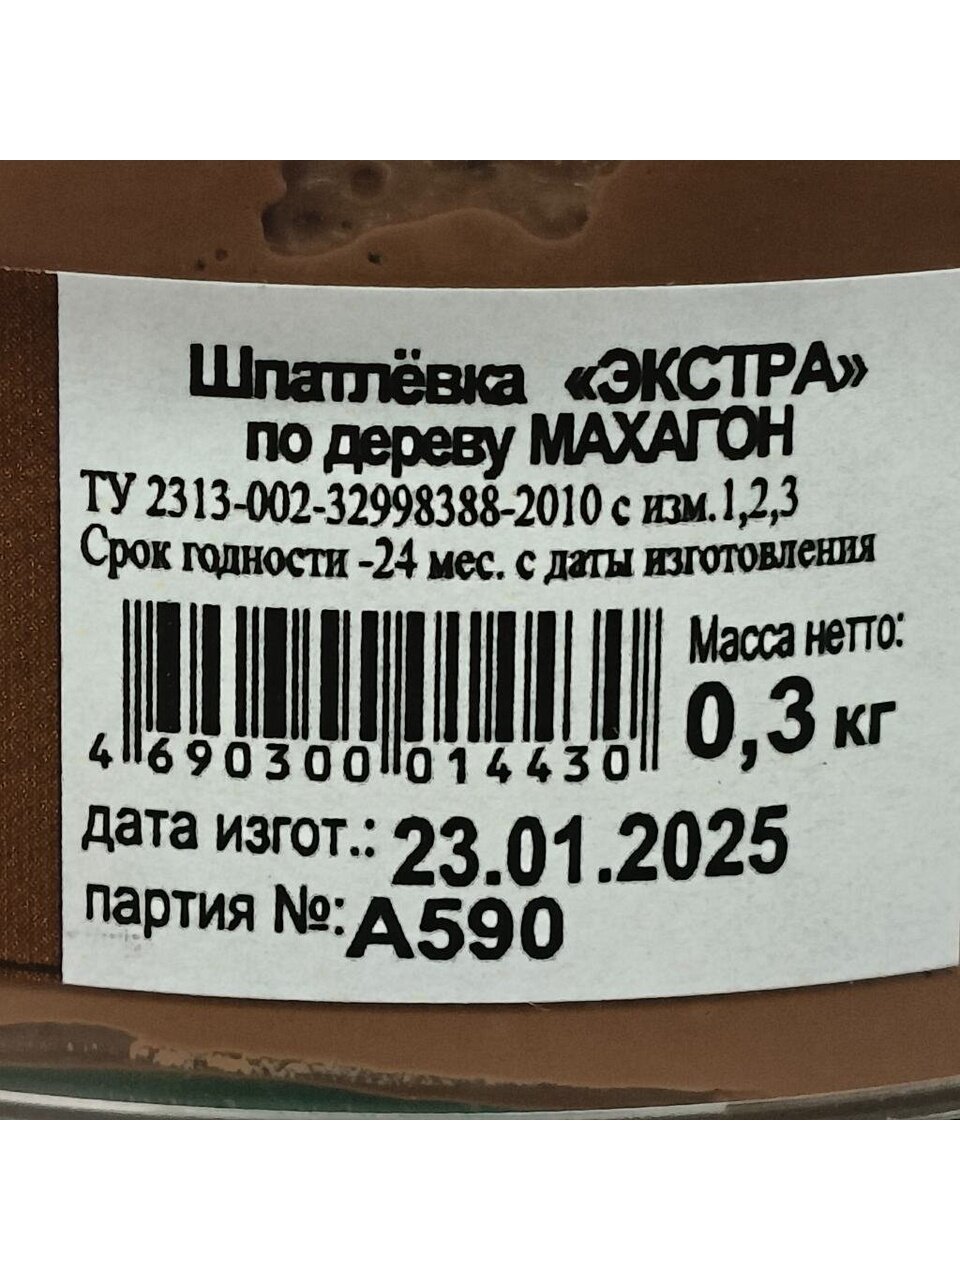 Шпатлёвка «ЭКСТРА»
по дереву МАХАГОН
ТУ 2313-002-32998388-2010 с изм.1,2,3
Срок годности -24 мес. с даты изготовления
Масса нетто:
0,3 кг
4 690300 014430
дата изгот.: 23.01.2025
партия №: А590